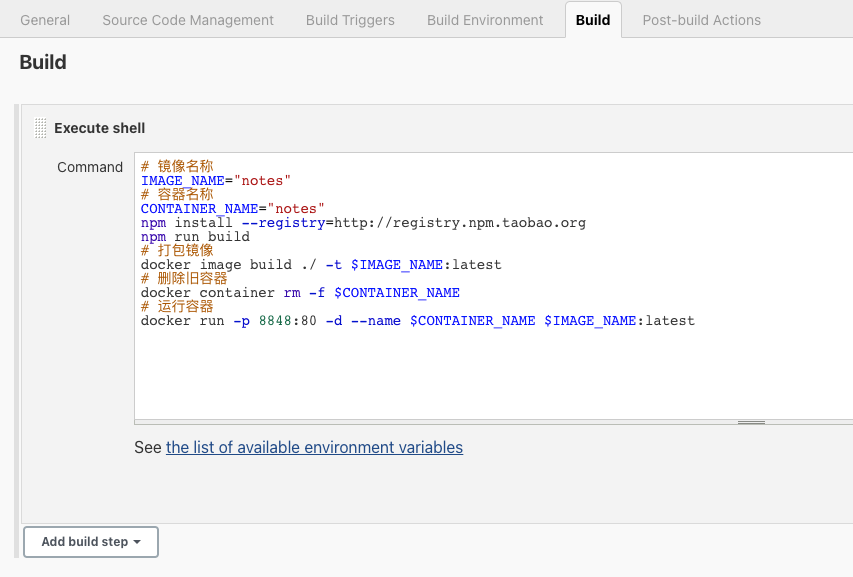 General Source Code Management Build Triggers Build Environment Build Post-build Actions
Build
Execute shell
Command
# 镜像名称
IMAGE_NAME="notes"
# 容器名称
CONTAINER_NAME="notes"
npm install --registry=http://registry.npm.taobao.org
npm run build
# 打包镜像
docker image build ./ -t $IMAGE_NAME:latest
# 删除旧容器
docker container rm -f $CONTAINER_NAME
# 运行容器
docker run -p 8848:80 -d --name $CONTAINER_NAME $IMAGE_NAME:latest
See the list of available environment variables
Add build step